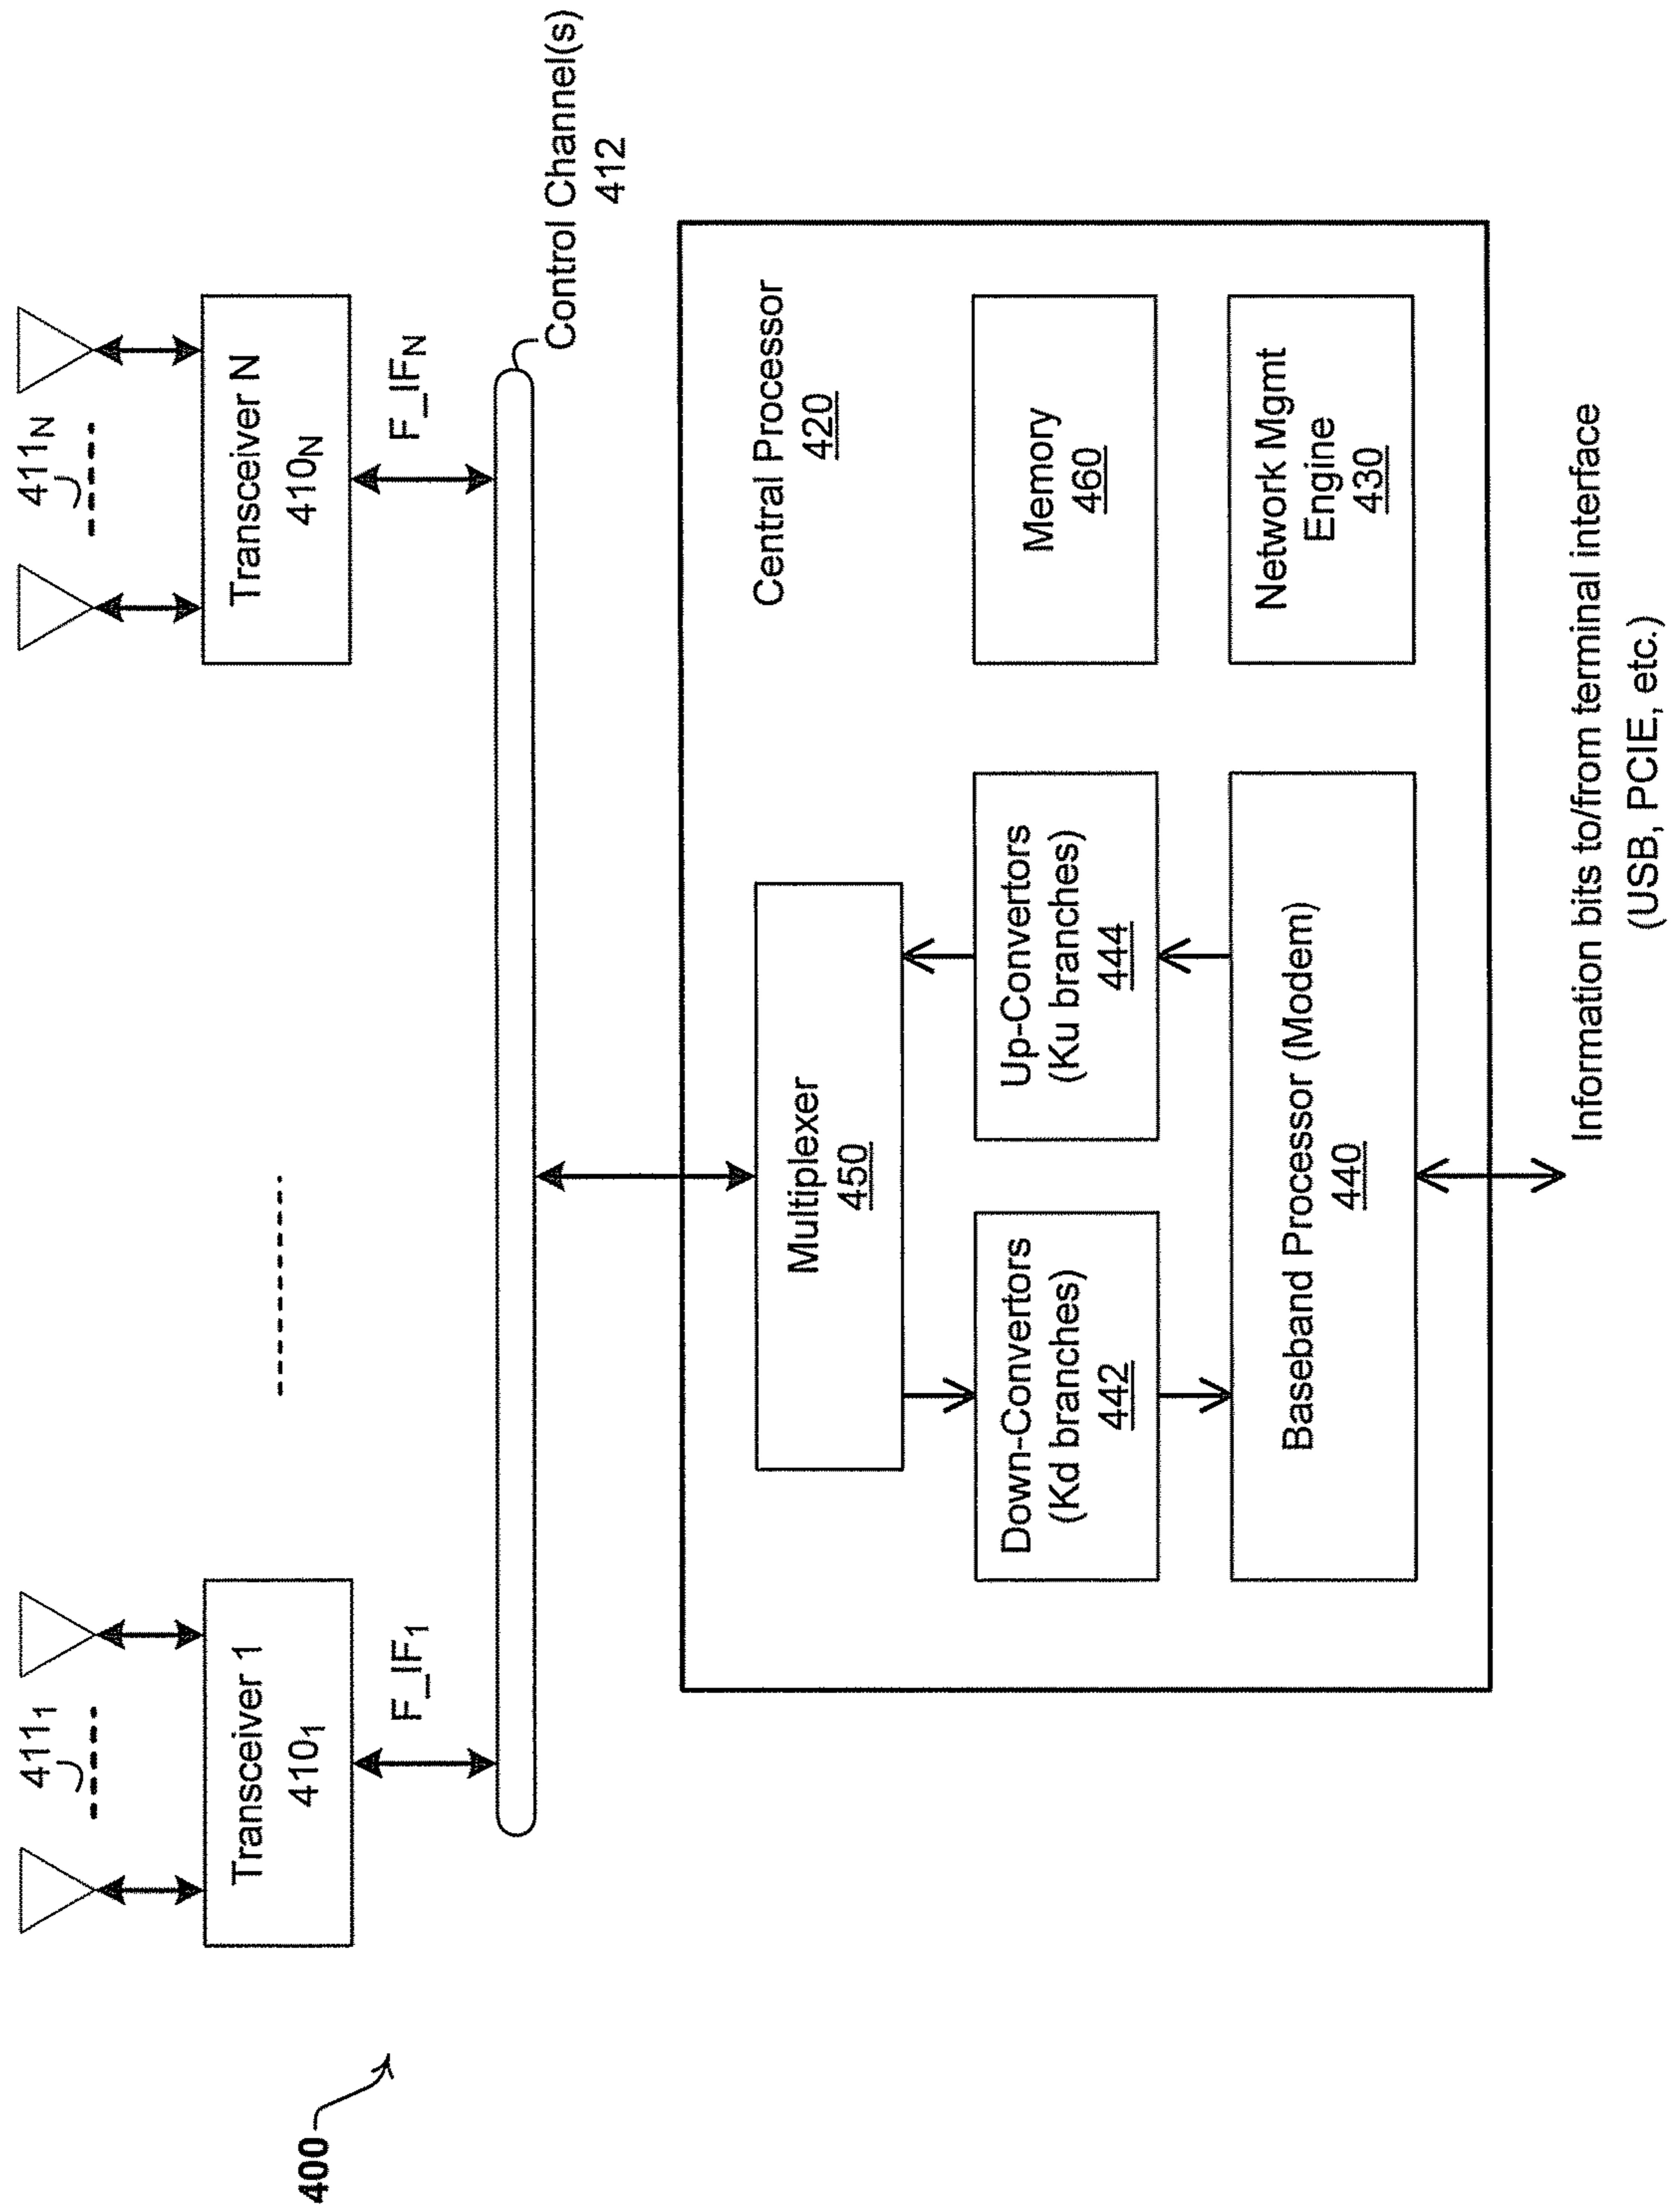 400
411₁
411N
Transceiver 1
410₁
Transceiver N
410N
F_IF₁
F_IFN
Control Channel(s)
412
Central Processor
420
Multiplexer
450
Down-Convertors
(Kd branches)
442
Up-Convertors
(Ku branches)
444
Memory
460
Baseband Processor (Modem)
440
Network Mgmt
Engine
430
Information bits to/from terminal interface
(USB, PCIE, etc.)